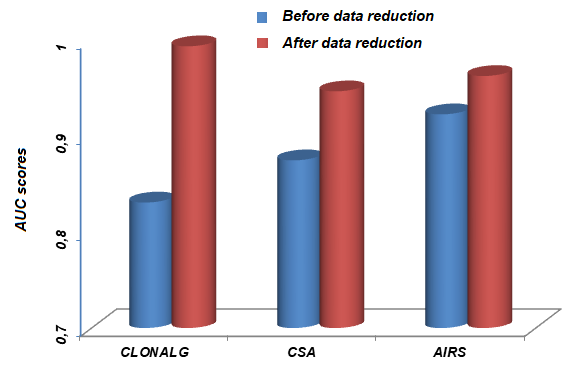 Before data reduction
After data reduction
1
0,9
0,8
0,7
AUC scores
CLONALG CSA AIRS